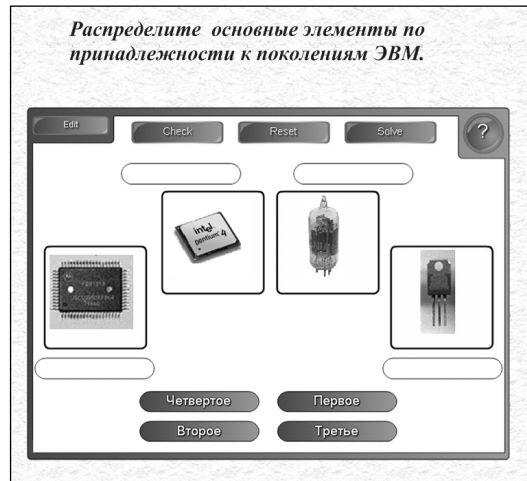 Распределите основные элементы по
принадлежности к поколениям ЭВМ.
Edit
Check
Reset
Solve
?
intel
pentium 4
Четвертое
Первое
Второе
Третье